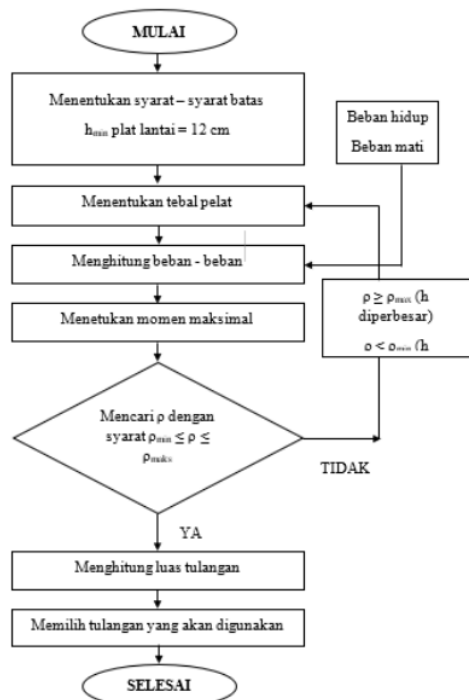 MULAI
Menentukan syarat – syarat batas
hmin plat lantai = 12 cm
Beban hidup
Beban mati
Menentukan tebal pelat
Menghitung beban - beban
ρ ≥ ρmax (h
diperbesar)
ρ < ρmin (h
Menetukan momen maksimal
Mencari ρ dengan
syarat ρmin ≤ ρ ≤
ρmaks
TIDAK
YA
Menghitung luas tulangan
Memilih tulangan yang akan digunakan
SELESAI